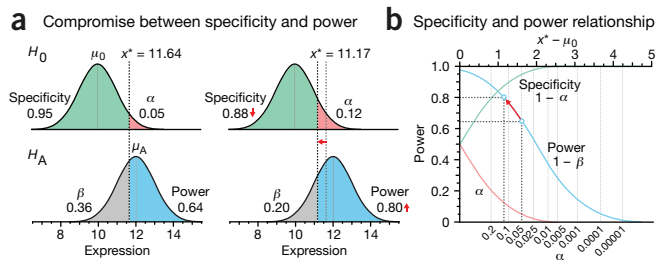 a Compromise between specificity and power
H0 μ0 x* = 11.64 x* = 11.17
Specificity α Specificity α
0.95 0.05 0.88 0.12
HA μA
β Power β Power
0.36 0.64 0.20 0.80
8 10 12 14 8 10 12 14
Expression Expression
b Specificity and power relationship
x* – μ0
0 1 2 3 4 5
1.0
0.8
0.6
0.4
0.2
0
Power
Specificity
1 – α
Power
1 – β
α
0.2 0.1 0.05 0.025 0.01 0.005 0.001 0.0001 0.00001
α